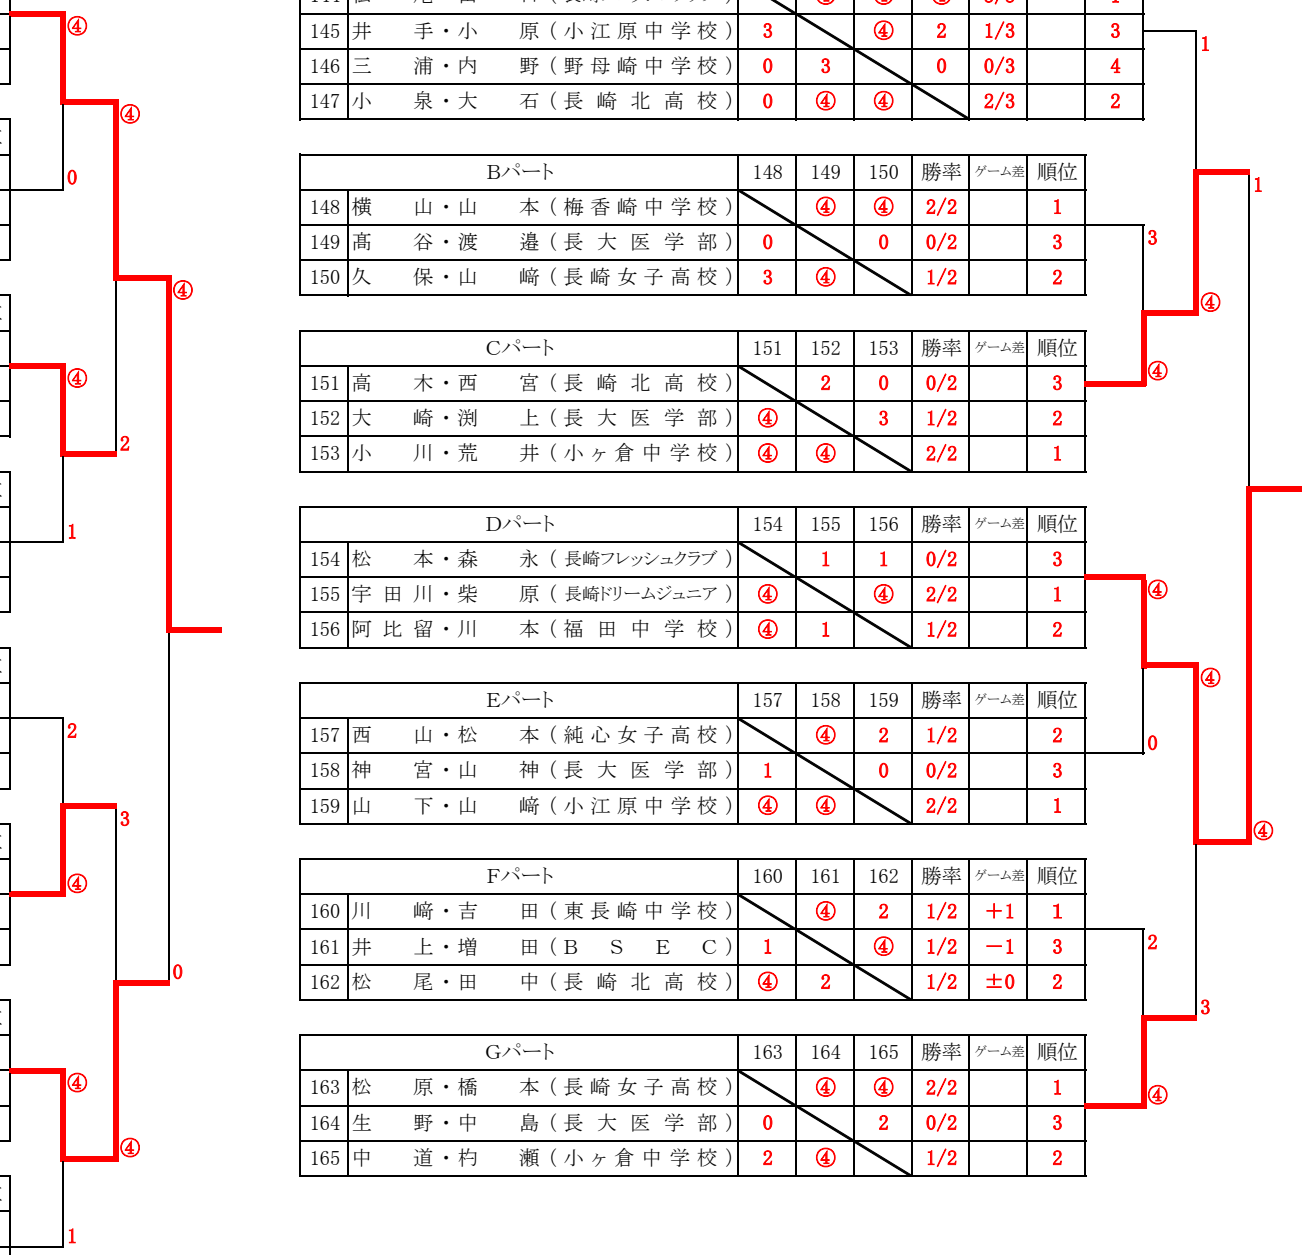 145 井 手・小 原 (小江原中学校) 3 ④ 2 1/3 3
146 三 浦・内 野 (野母崎中学校) 0 3 0 0/3 4
147 小 泉・大 石 (長崎北高校) 0 ④ ④ 2/3 2
Bパート 148 149 150 勝率 ゲーム差 順位
148 横 山・山 本 (梅香崎中学校) ④ ④ 2/2 1
149 髙 谷・渡 邉 (長大医学部) 0 0 0/2 3
150 久 保・山 﨑 (長崎女子高校) 3 ④ 1/2 2
Cパート 151 152 153 勝率 ゲーム差 順位
151 高 木・西 宮 (長崎北高校) 2 0 0/2 3
152 大 崎・渕 上 (長大医学部) ④ 3 1/2 2
153 小 川・荒 井 (小ヶ倉中学校) ④ ④ 2/2 1
Dパート 154 155 156 勝率 ゲーム差 順位
154 松 本・森 永 (長崎フレッシュクラブ) 1 1 0/2 3
155 宇田川・柴 原 (長崎ドリームジュニア) ④ ④ 2/2 1
156 阿比留・川 本 (福田中学校) ④ 1 1/2 2
Eパート 157 158 159 勝率 ゲーム差 順位
157 西 山・松 本 (純心女子高校) ④ 2 1/2 2
158 神 宮・山 神 (長大医学部) 1 0 0/2 3
159 山 下・山 﨑 (小江原中学校) ④ ④ 2/2 1
Fパート 160 161 162 勝率 ゲーム差 順位
160 川 﨑・吉 田 (東長崎中学校) ④ 2 1/2 +1 1
161 井 上・増 田 (BSEC) 1 ④ 1/2 −1 3
162 松 尾・田 中 (長崎北高校) ④ 2 1/2 ±0 2
Gパート 163 164 165 勝率 ゲーム差 順位
163 松 原・橋 本 (長崎女子高校) ④ ④ 2/2 1
164 生 野・中 島 (長大医学部) 0 2 0/2 3
165 中 道・杓 瀬 (小ヶ倉中学校) 2 ④ 1/2 2
④
④
0
④
④
2
1
2
3
④
0
④
④
1
1
1
3
④
④
④
④
0
④
2
3
④